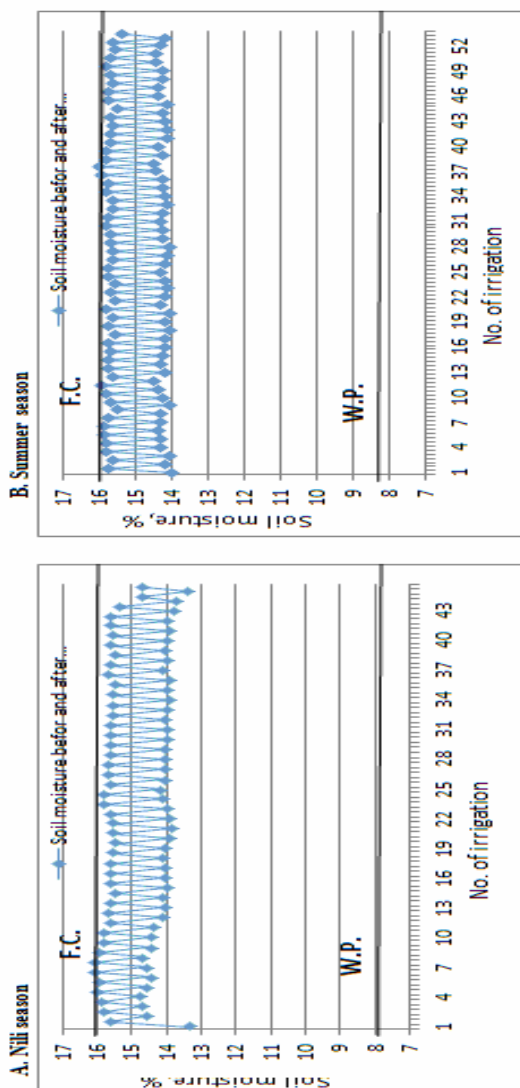 A. Nili season
Soil moisture befor and after...
F.C.
W.P.
17
16
15
14
13
12
11
10
9
8
7
Soil moisture, %
1 4 7 10 13 16 19 22 25 28 31 34 37 40 43
No. of irrigation
B. Summer season
Soil moisture befor and after...
F.C.
W.P.
17
16
15
14
13
12
11
10
9
8
7
Soil moisture, %
1 4 7 10 13 16 19 22 25 28 31 34 37 40 43 46 49 52
No. of irrigation